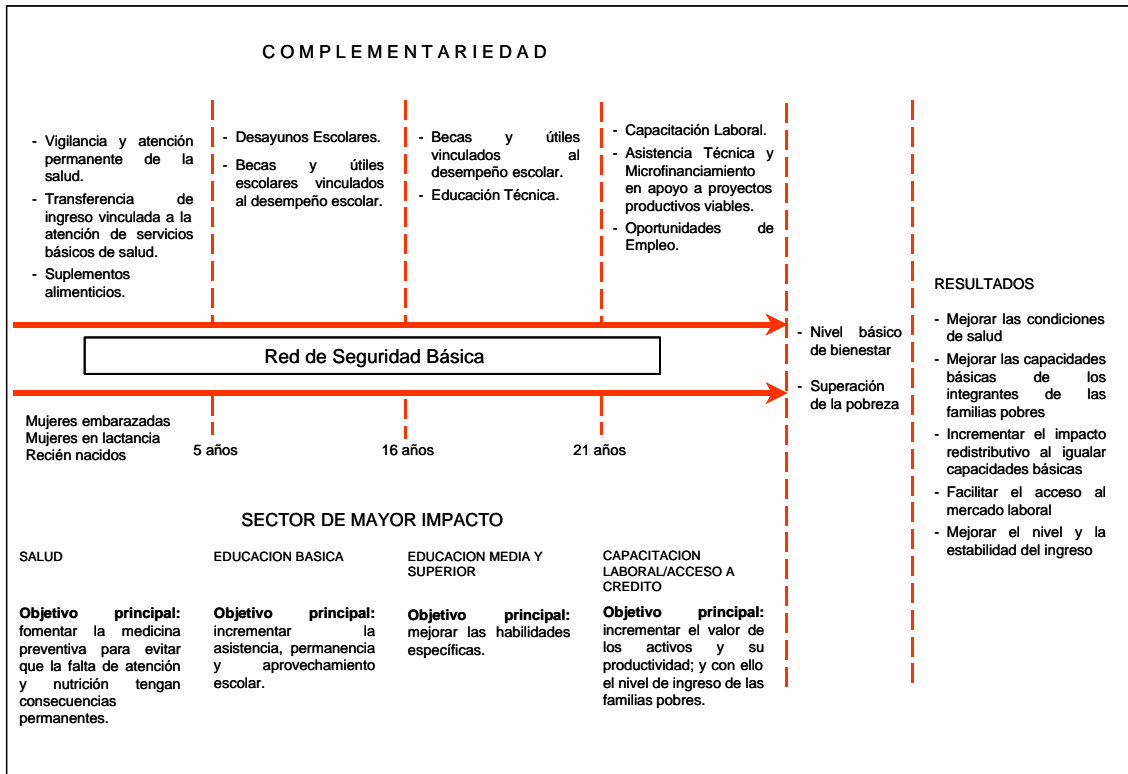 COMPLEMENTARIEDAD
- Vigilancia y atención
permanente de la
salud.
- Transferencia de
ingreso vinculada a la
atención de servicios
básicos de salud.
- Suplementos
alimenticios.
- Desayunos Escolares.
- Becas y útiles
escolares vinculados
al desempeño escolar.
- Becas y útiles
vinculados al
desempeño escolar.
- Educación Técnica.
- Capacitación Laboral.
- Asistencia Técnica y
Microfinanciamiento
en apoyo a proyectos
productivos viables.
- Oportunidades de
Empleo.
Red de Seguridad Básica
- Nivel básico
de bienestar
- Superación
de la pobreza
RESULTADOS
- Mejorar las condiciones
de salud
- Mejorar las capacidades
básicas de los
integrantes de las
familias pobres
- Incrementar el impacto
redistributivo al igualar
capacidades básicas
- Facilitar el acceso al
mercado laboral
- Mejorar el nivel y la
estabilidad del ingreso
Mujeres embarazadas
Mujeres en lactancia
Recién nacidos
5 años
16 años
21 años
SECTOR DE MAYOR IMPACTO
SALUD
Objetivo principal:
fomentar la medicina
preventiva para evitar
que la falta de atención
y nutrición tengan
consecuencias
permanentes.
EDUCACION BASICA
Objetivo principal:
incrementar la
asistencia, permanencia
y aprovechamiento
escolar.
EDUCACION MEDIA Y
SUPERIOR
Objetivo principal:
mejorar las habilidades
específicas.
CAPACITACION
LABORAL/ACCESO A
CREDITO
Objetivo principal:
incrementar el valor de
los activos y su
productividad; y con ello
el nivel de ingreso de las
familias pobres.